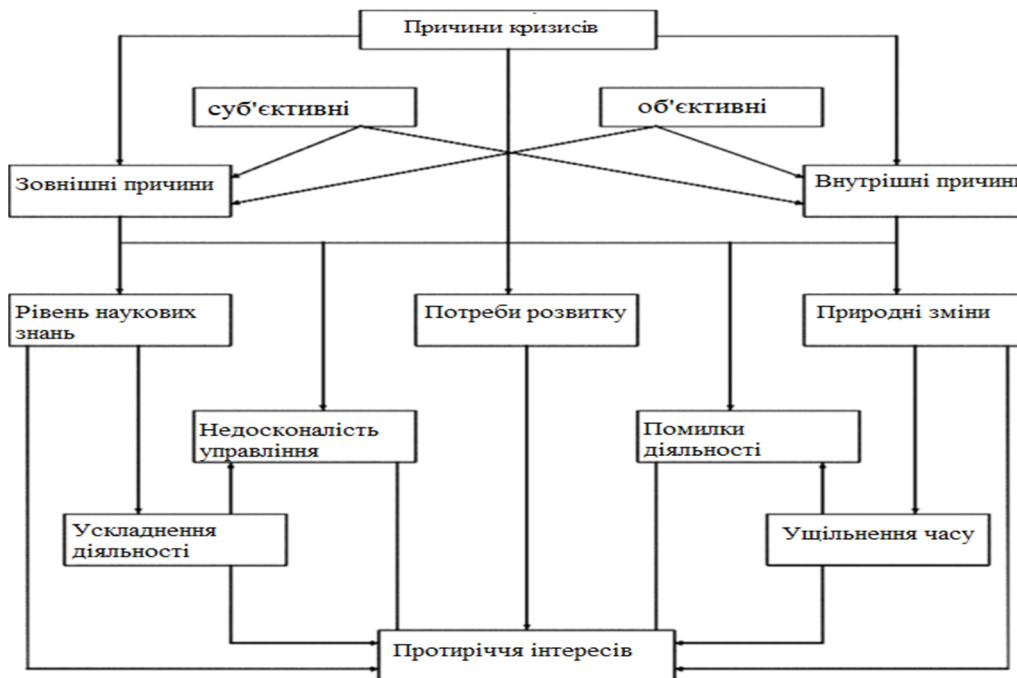 Причини кризисів
суб'єктивні
об'єктивні
Зовнішні причини
Внутрішні причини
Рівень наукових
знань
Потреби розвитку
Природні зміни
Недосконалість
управління
Помилки
діяльності
Ускладнення
діяльності
Ущільнення часу
Протиріччя інтересів